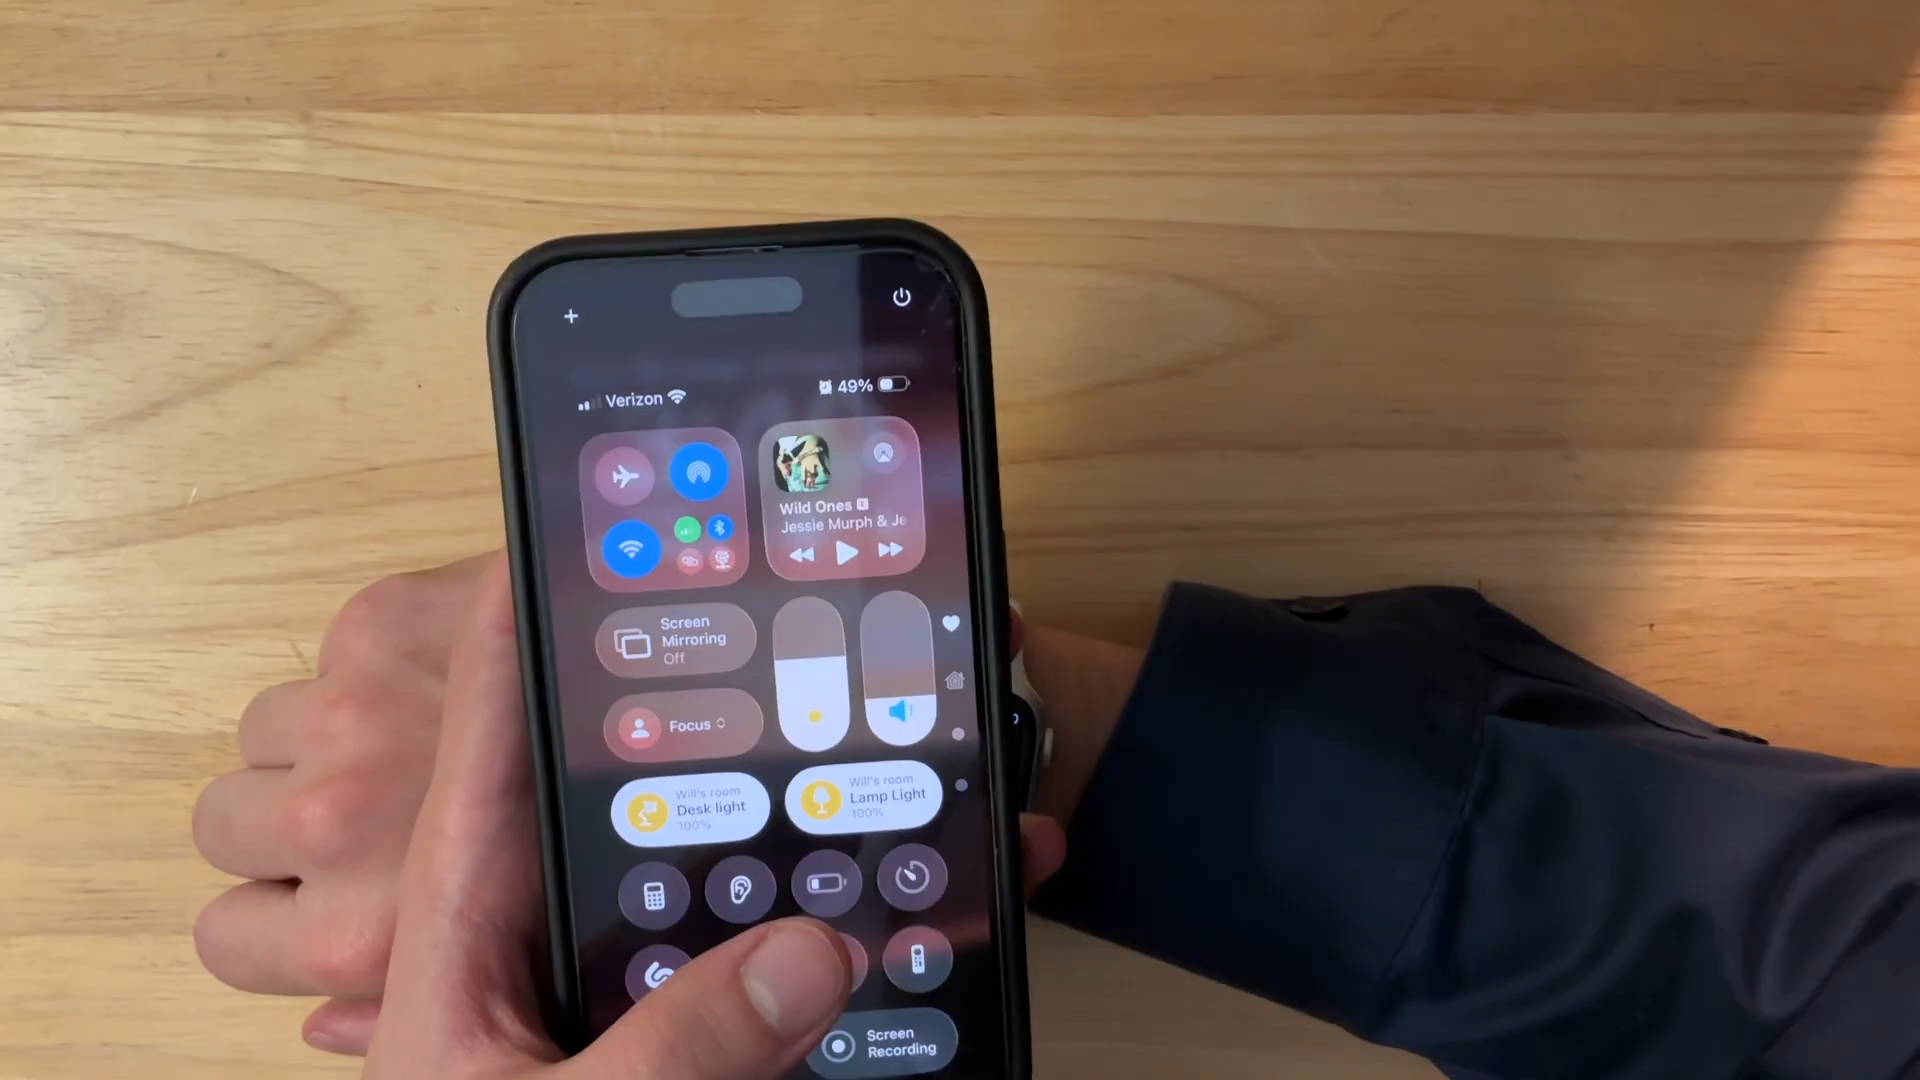 Verizon
49%
Wild Ones E
Jessie Murph & Je
Screen
Mirroring
Off
Focus
Will's room
Desk light
100%
Will's room
Lamp Light
100%
Screen
Recording